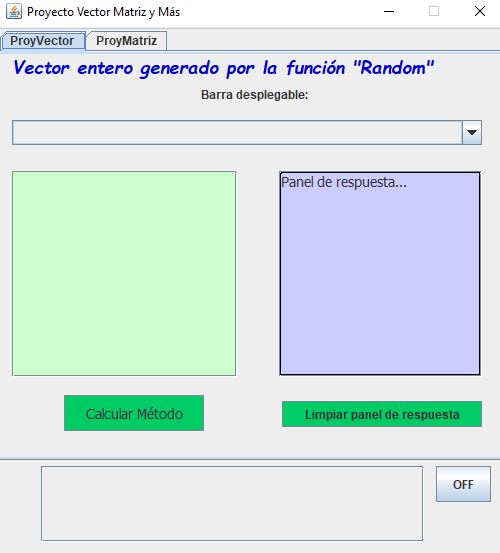 Proyecto Vector Matriz y Más
ProyVector ProyMatriz
Vector entero generado por la función "Random"
Barra desplegable:
Panel de respuesta...
Calcular Método
Limpiar panel de respuesta
OFF